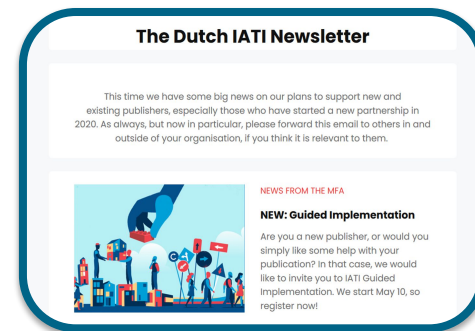 The Dutch IATI Newsletter
This time we have some big news on our plans to support new and
existing publishers, especially those who have started a new partnership in
2020. As always, but now in particular, please forward this email to others in and
outside of your organisation, if you think it is relevant to them.
NEWS FROM THE MFA
NEW: Guided Implementation
Are you a new publisher, or would you
simply like some help with your
publication? In that case, we would
like to invite you to IATI Guided
Implementation. We start May 10, so
register now!